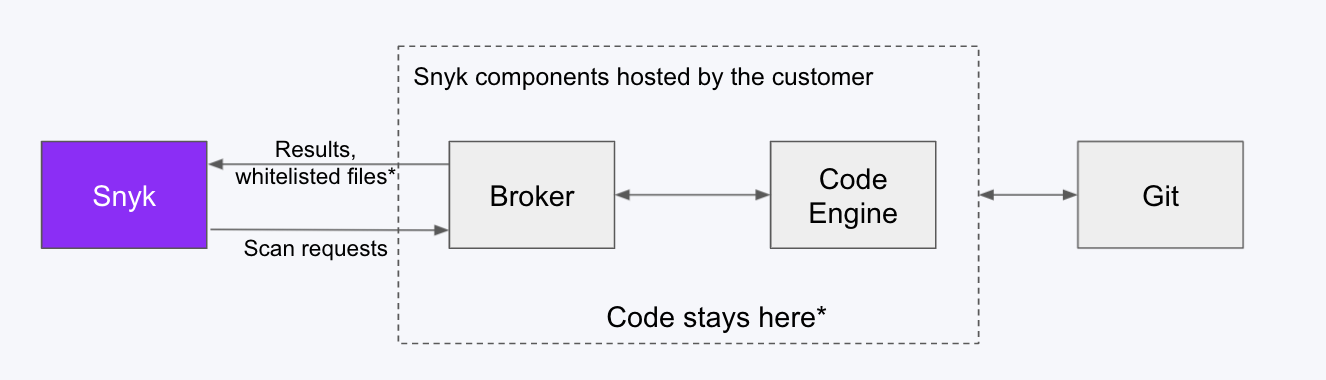 Snyk components hosted by the customer
Snyk
Results,
whitelisted files*
Scan requests
Broker
Code
Engine
Git
Code stays here*